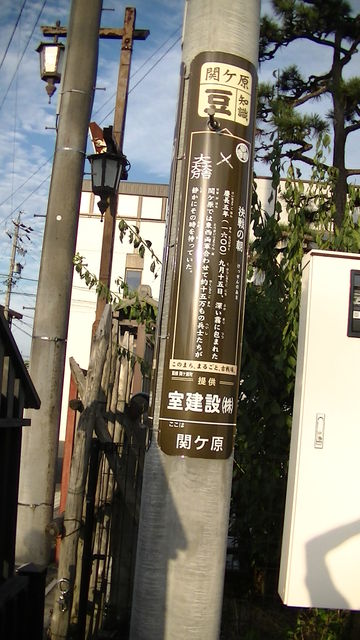 関ケ原
豆知識
決戦の朝
慶長五年(一六〇〇)九月十五日、深い霧に包まれた
関ケ原では東西両軍合わせて約十五万もの兵士たちが
静かにその時を待っていた。
このまち、まるごと、古戦場。
提供
室建設㈱
ここは
関ケ原